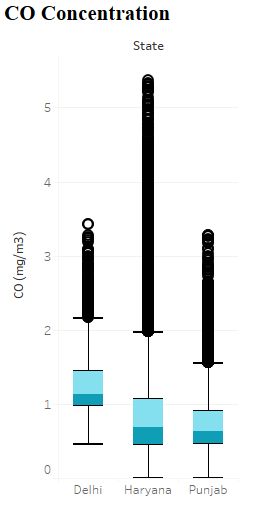 CO Concentration
State
5
4
3
2
1
0
CO (mg/m3)
Delhi Haryana Punjab